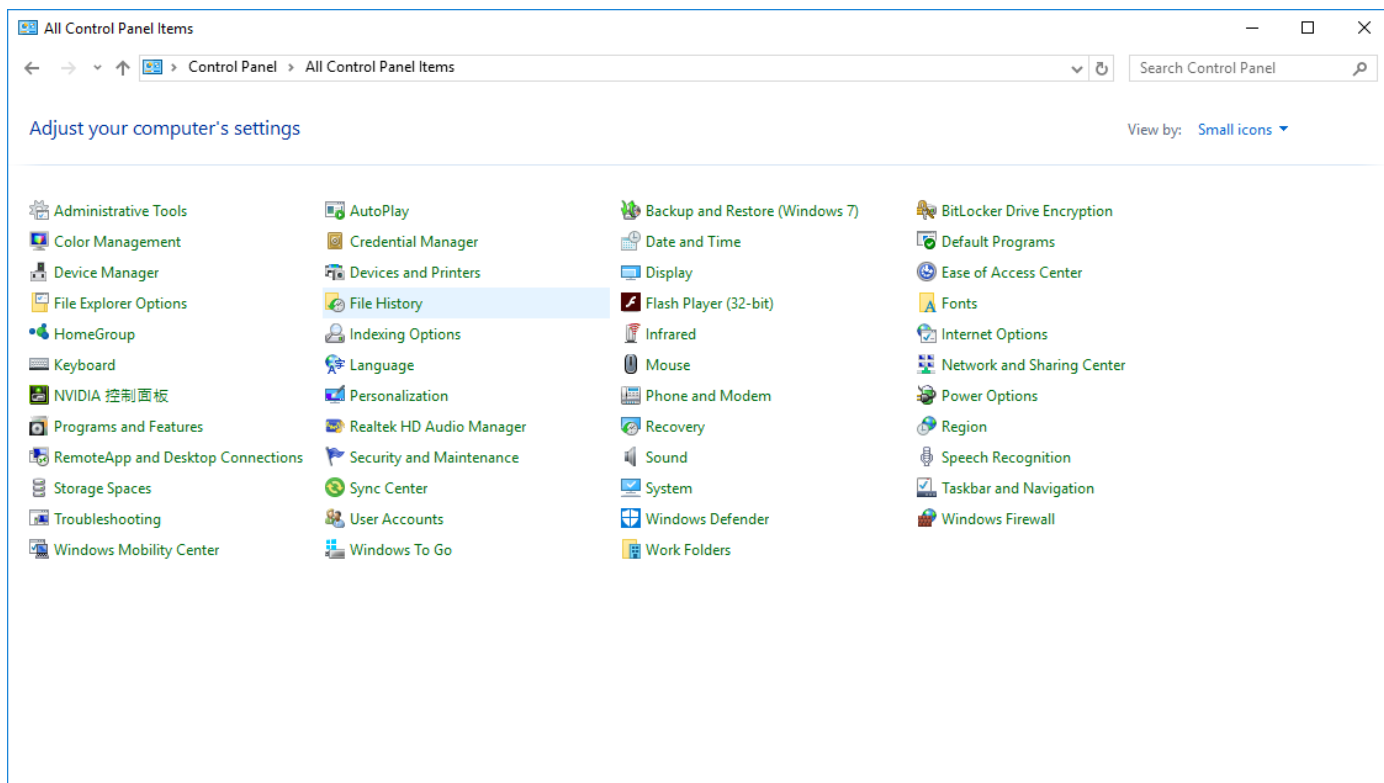 All Control Panel Items
Control Panel > All Control Panel Items
Search Control Panel
Adjust your computer's settings
View by: Small icons
Administrative Tools AutoPlay Backup and Restore (Windows 7) BitLocker Drive Encryption
Color Management Credential Manager Date and Time Default Programs
Device Manager Devices and Printers Display Ease of Access Center
File Explorer Options File History Flash Player (32-bit) Fonts
HomeGroup Indexing Options Infrared Internet Options
Keyboard Language Mouse Network and Sharing Center
NVIDIA 控制面板 Personalization Phone and Modem Power Options
Programs and Features Realtek HD Audio Manager Recovery Region
RemoteApp and Desktop Connections Security and Maintenance Sound Speech Recognition
Storage Spaces Sync Center System Taskbar and Navigation
Troubleshooting User Accounts Windows Defender Windows Firewall
Windows Mobility Center Windows To Go Work Folders